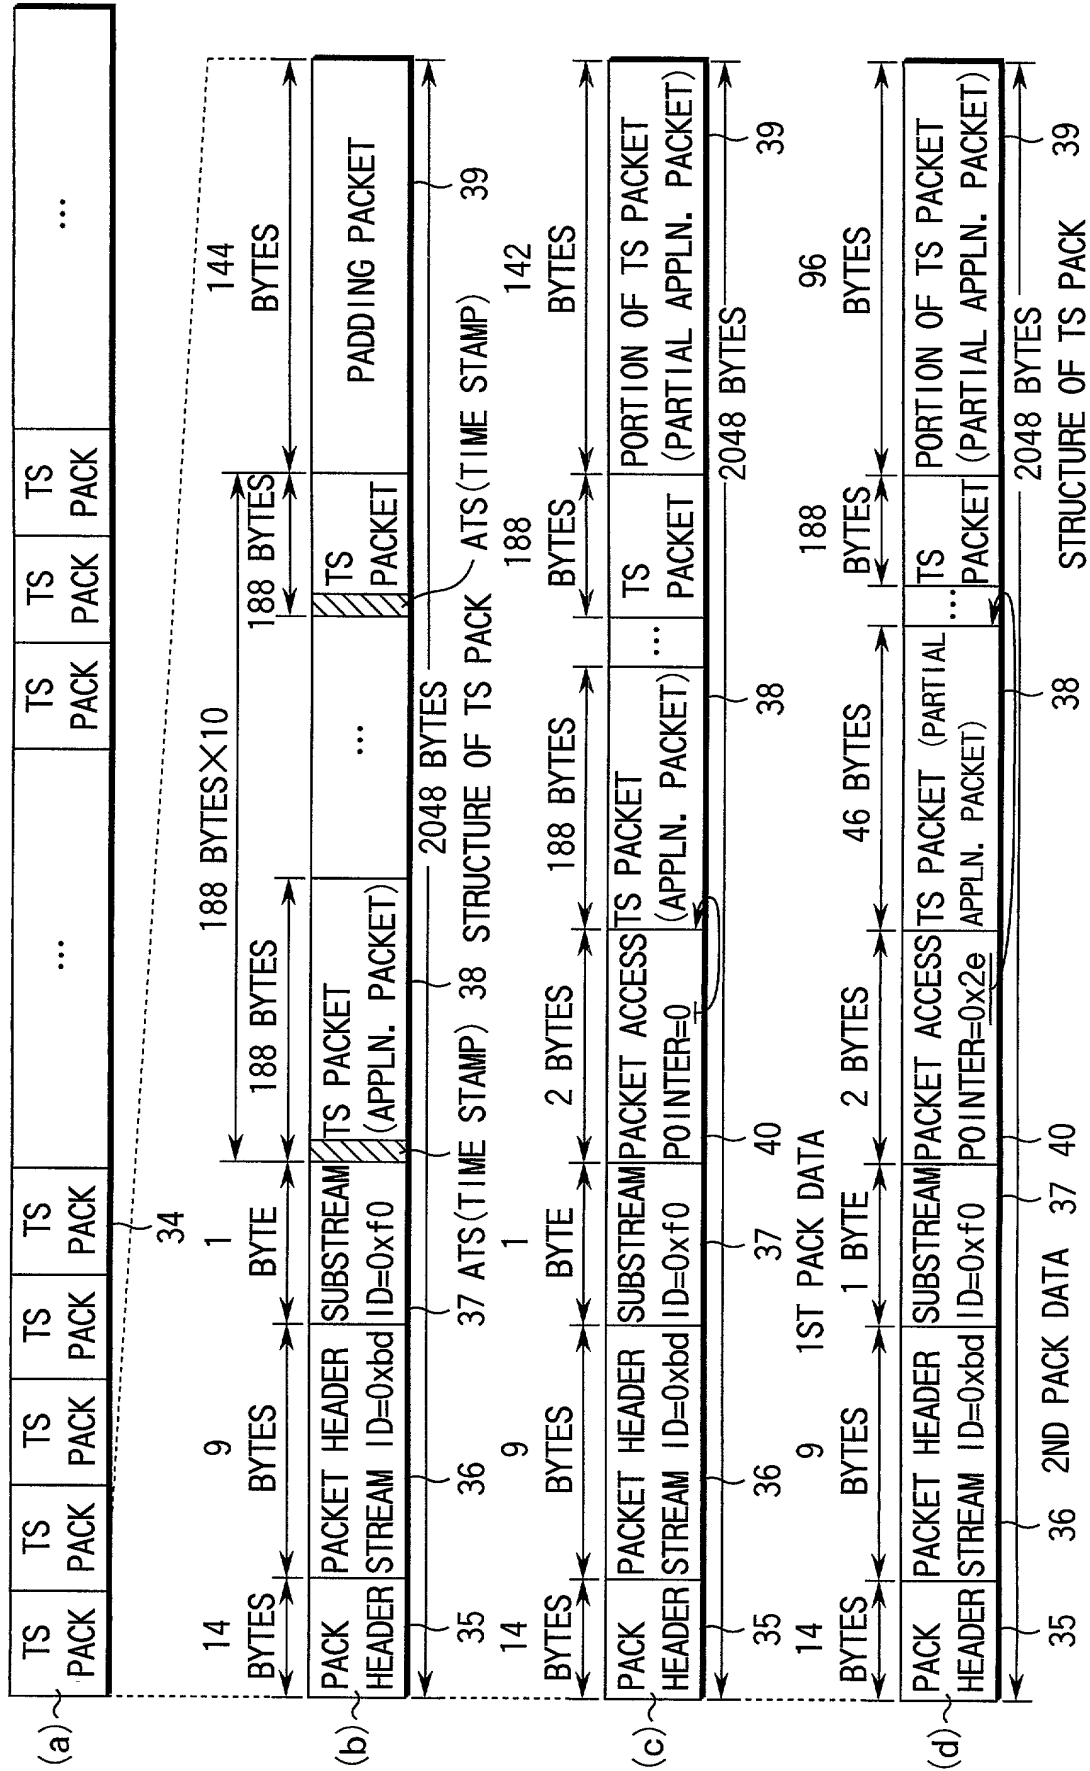 (a)
TS PACK
TS PACK
TS PACK
TS PACK
TS PACK
34
...
TS PACK
TS PACK
TS PACK
...
(b)
14 BYTES
9 BYTES
1 BYTE
188 BYTES×10
188 BYTES
188 BYTES
144 BYTES
PACK HEADER
PACKET HEADER
STREAM ID=0xbd
SUBSTREAM
ID=0xf0
TS PACKET
(APPLN. PACKET)
...
TS PACKET
PADDING PACKET
2048 BYTES
35
36
37
ATS(TIME STAMP)
38
STRUCTURE OF TS PACK
ATS(TIME STAMP)
39
(c)
14 BYTES
9 BYTES
1 BYTE
2 BYTES
188 BYTES
188 BYTES
142 BYTES
PACK HEADER
PACKET HEADER
STREAM ID=0xbd
SUBSTREAM
ID=0xf0
PACKET ACCESS
POINTER=0
TS PACKET
(APPLN. PACKET)
...
TS PACKET
PORTION OF TS PACKET
(PARTIAL APPLN. PACKET)
2048 BYTES
35
36
37
40
38
39
1ST PACK DATA
(d)
14 BYTES
9 BYTES
1 BYTE
2 BYTES
46 BYTES
188 BYTES
96 BYTES
PACK HEADER
PACKET HEADER
STREAM ID=0xbd
SUBSTREAM
ID=0xf0
PACKET ACCESS
POINTER=0x2e
TS PACKET (PARTIAL
APPLN. PACKET)
...
TS PACKET
PORTION OF TS PACKET
(PARTIAL APPLN. PACKET)
2048 BYTES
35
36
2ND PACK DATA
37
40
38
39
STRUCTURE OF TS PACK